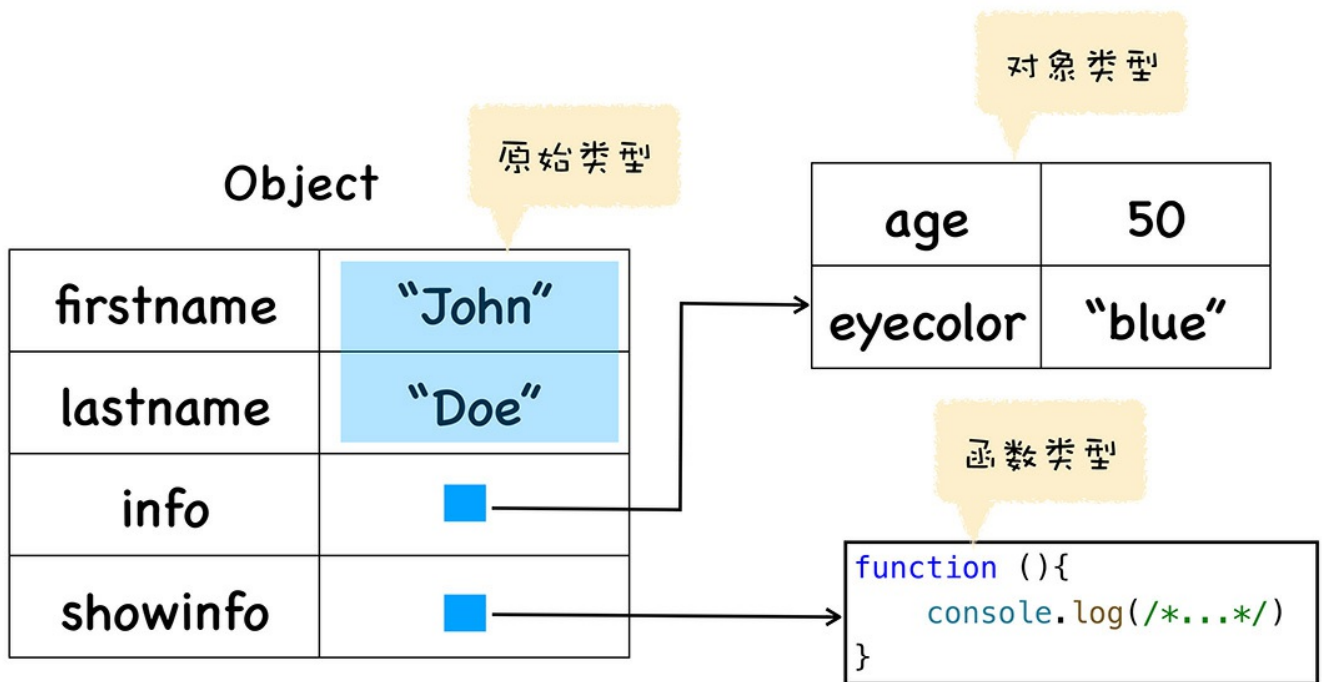 Object
原始类型
firstname “John”
lastname “Doe”
info
showinfo
对象类型
age 50
eyecolor “blue”
函数类型
function (){
    console.log(/*...*/)
}